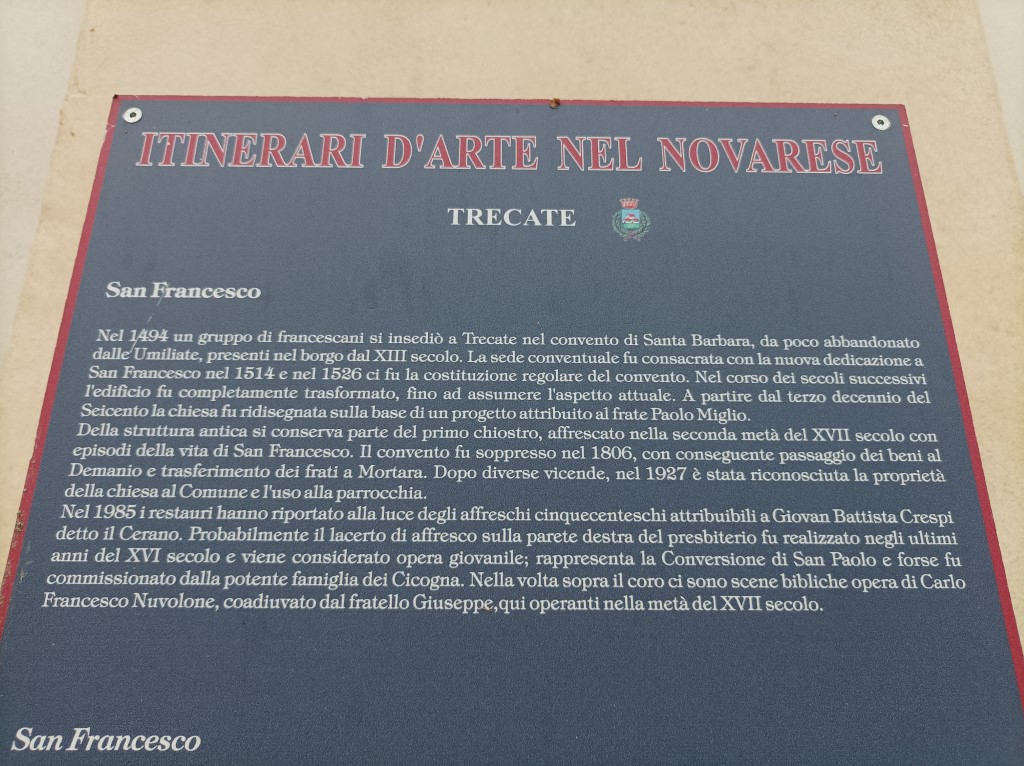 ITINERARI D'ARTE NEL NOVARESE
TRECATE
San Francesco
Nel 1494 un gruppo di francescani si insediò a Trecate nel convento di Santa Barbara, da poco abbandonato
dalle Umiliate, presenti nel borgo dal XIII secolo. La sede conventuale fu consacrata con la nuova dedicazione a
San Francesco nel 1514 e nel 1526 ci fu la costituzione regolare del convento. Nel corso dei secoli successivi
l'edificio fu completamente trasformato, fino ad assumere l'aspetto attuale. A partire dal terzo decennio del
Seicento la chiesa fu ridisegnata sulla base di un progetto attribuito al frate Paolo Miglio.
Della struttura antica si conserva parte del primo chiostro, affrescato nella seconda metà del XVII secolo con
episodi della vita di San Francesco. Il convento fu soppresso nel 1806, con conseguente passaggio dei beni al
Demanio e trasferimento dei frati a Mortara. Dopo diverse vicende, nel 1927 è stata riconosciuta la proprietà
della chiesa al Comune e l'uso alla parrocchia.
Nel 1985 i restauri hanno riportato alla luce degli affreschi cinquecenteschi attribuibili a Giovan Battista Crespi
detto il Cerano. Probabilmente il lacerto di affresco sulla parete destra del presbiterio fu realizzato negli ultimi
anni del XVI secolo e viene considerato opera giovanile; rappresenta la Conversione di San Paolo e forse fu
commissionato dalla potente famiglia dei Cicogna. Nella volta sopra il coro ci sono scene bibliche opera di Carlo
Francesco Nuvolone, coadiuvato dal fratello Giuseppe,qui operanti nella metà del XVII secolo.
San Francesco